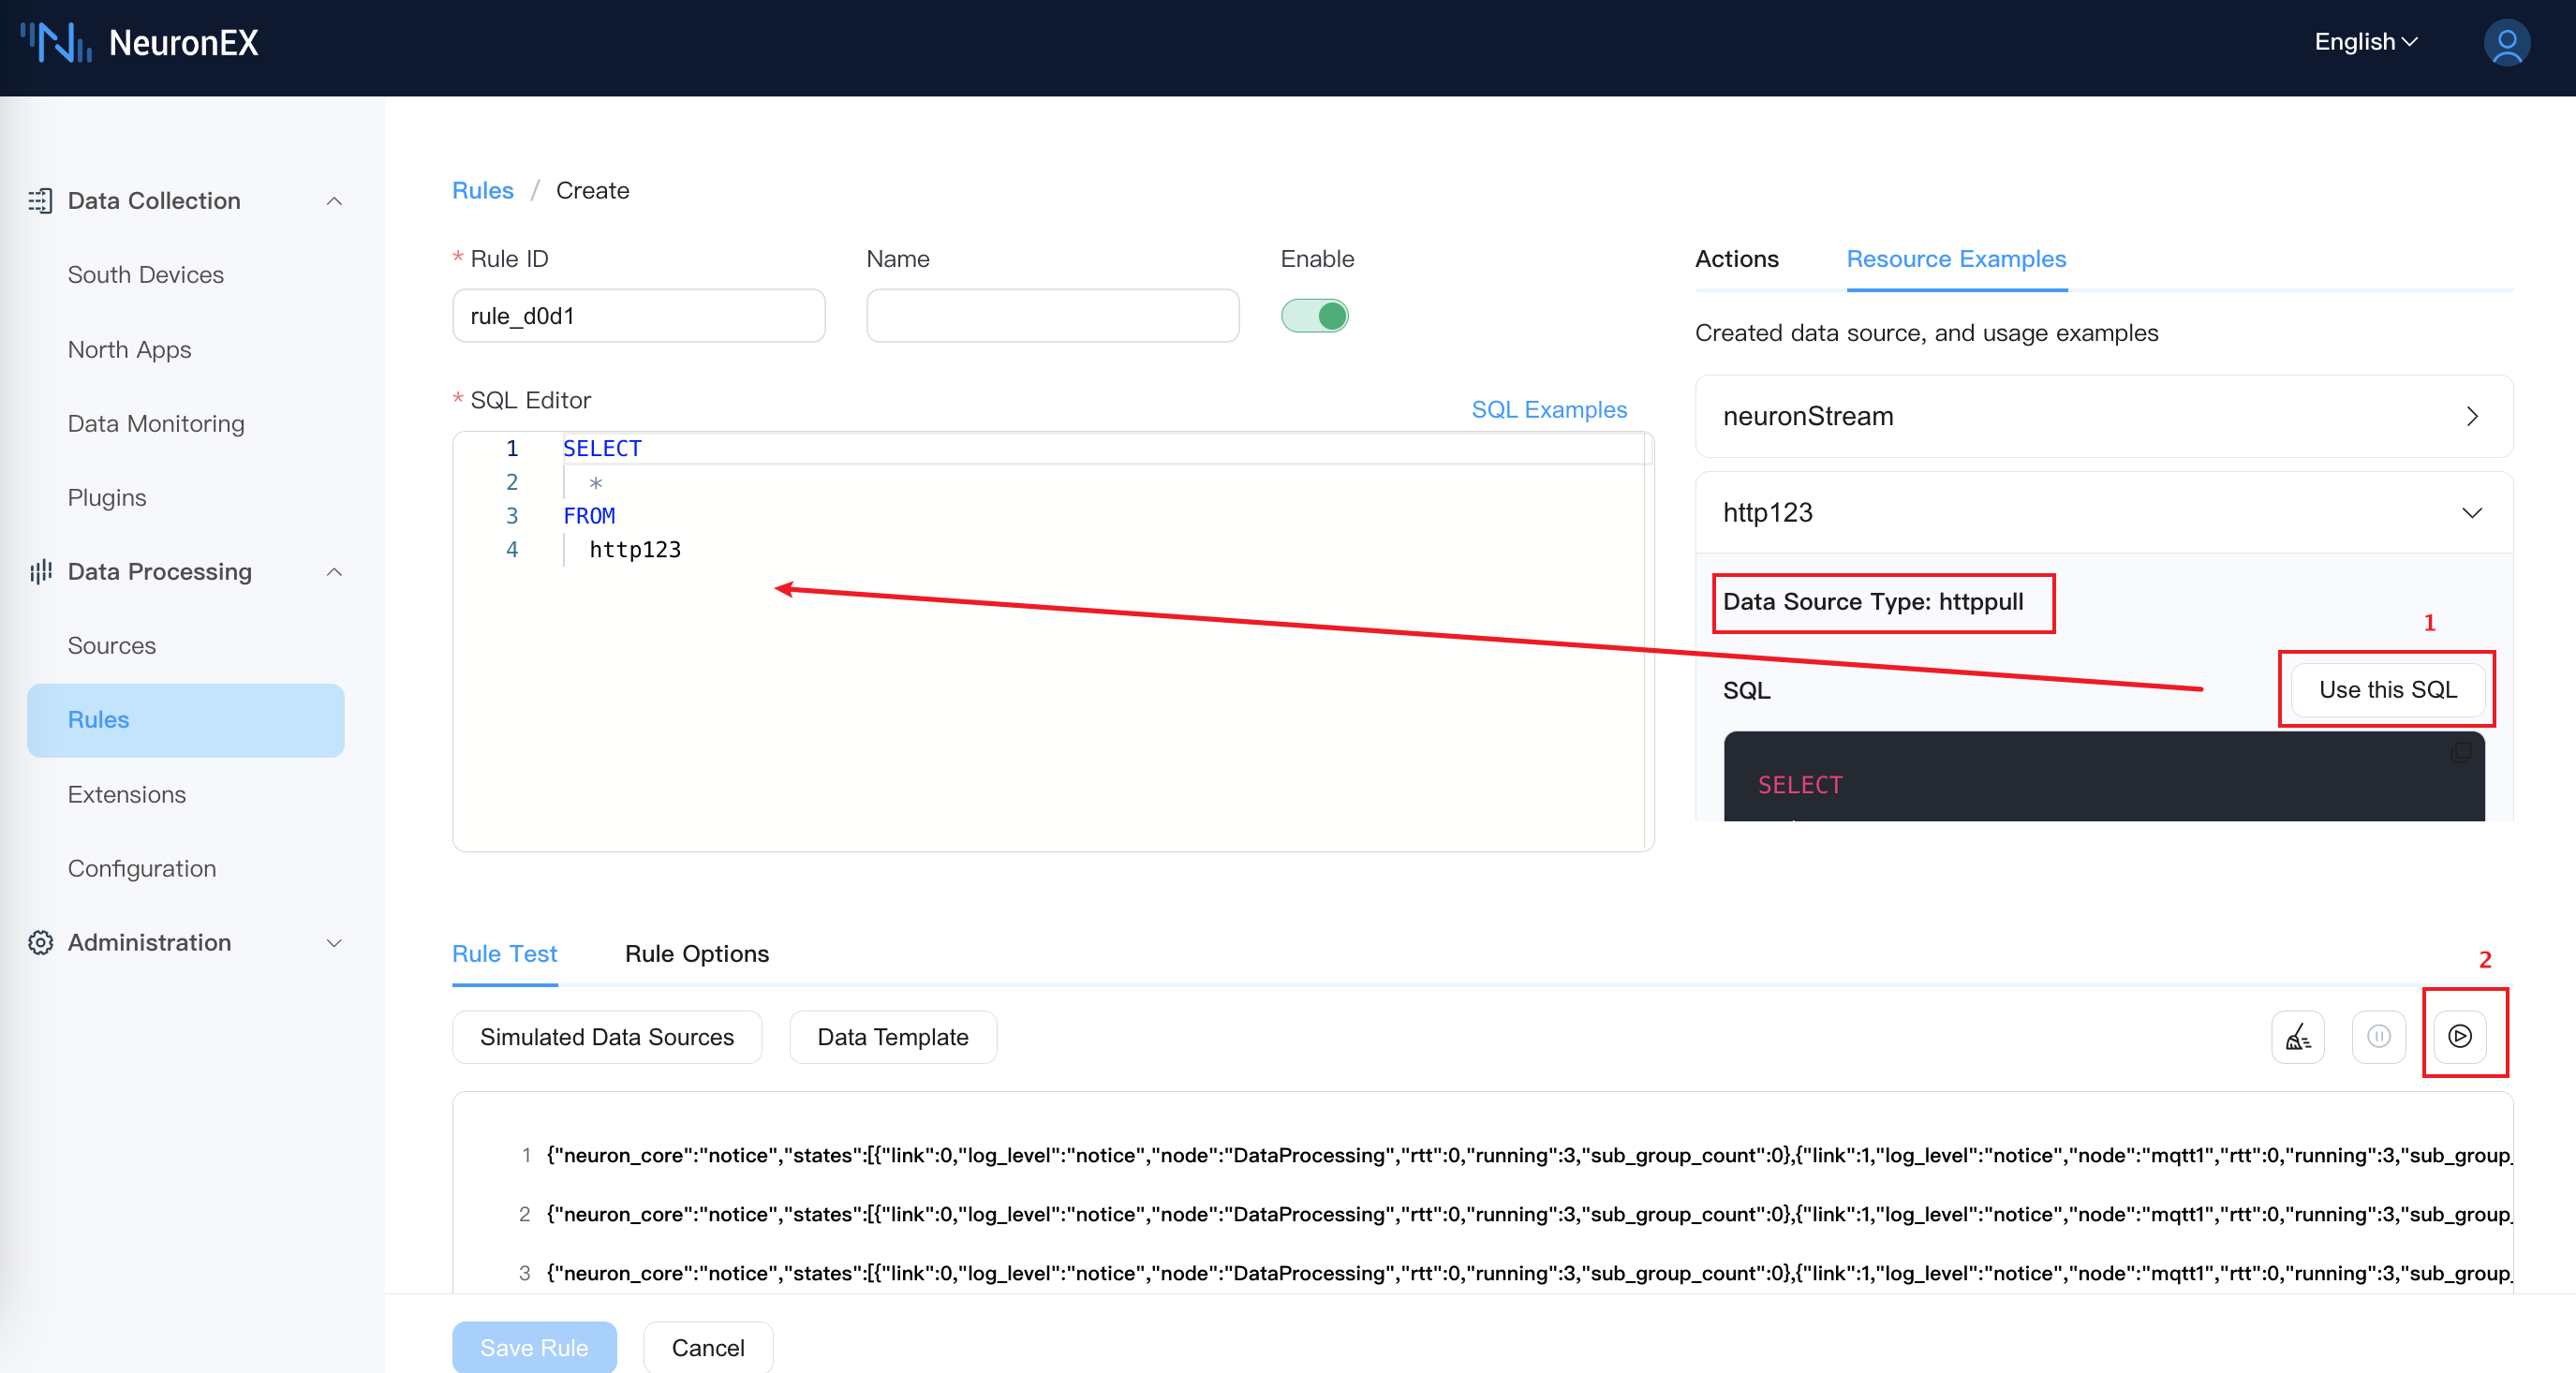 NeuronEX
English
Data Collection
South Devices
North Apps
Data Monitoring
Plugins
Data Processing
Sources
Rules
Extensions
Configuration
Administration
Rules / Create
* Rule ID
Name
Enable
rule_d0d1
* SQL Editor
SQL Examples
1 SELECT
2 *
3 FROM
4 http123
Actions
Resource Examples
Created data source, and usage examples
neuronStream
http123
Data Source Type: httppull
1
SQL
Use this SQL
SELECT
Rule Test
Rule Options
2
Simulated Data Sources
Data Template
1 {"neuron_core":"notice","states":[{"link":0,"log_level":"notice","node":"DataProcessing","rtt":0,"running":3,"sub_group_count":0},{"link":1,"log_level":"notice","node":"mqtt1","rtt":0,"running":3,"sub_group_
2 {"neuron_core":"notice","states":[{"link":0,"log_level":"notice","node":"DataProcessing","rtt":0,"running":3,"sub_group_count":0},{"link":1,"log_level":"notice","node":"mqtt1","rtt":0,"running":3,"sub_group_
3 {"neuron_core":"notice","states":[{"link":0,"log_level":"notice","node":"DataProcessing","rtt":0,"running":3,"sub_group_count":0},{"link":1,"log_level":"notice","node":"mqtt1","rtt":0,"running":3,"sub_group_
Save Rule
Cancel